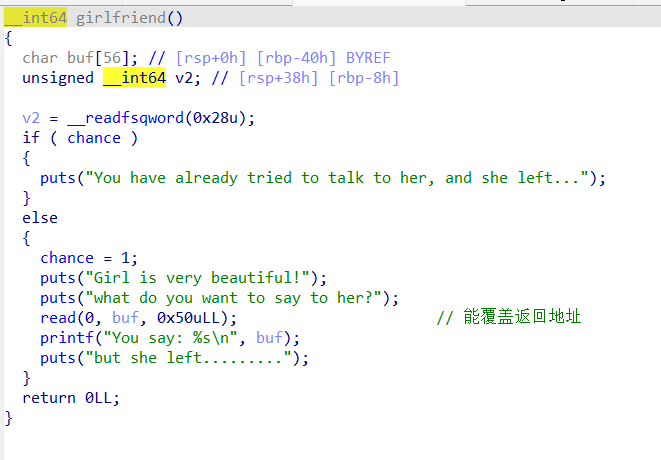 __int64 girlfriend()
{
char buf[56]; // [rsp+0h] [rbp-40h] BYREF
unsigned __int64 v2; // [rsp+38h] [rbp-8h]
v2 = __readfsqword(0x28u);
if ( chance )
{
puts("You have already tried to talk to her, and she left...");
}
else
{
chance = 1;
puts("Girl is very beautiful!");
puts("what do you want to say to her?");
read(0, buf, 0x50uLL); // 能覆盖返回地址
printf("You say: %s\n", buf);
puts("but she left.........");
}
return 0LL;
}